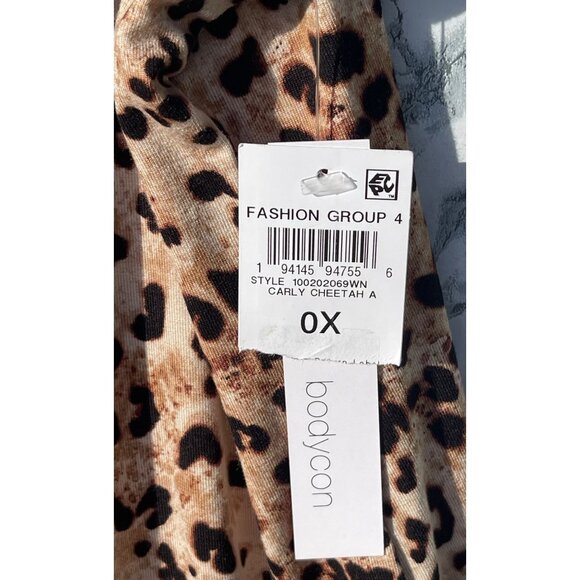 FASHION GROUP 4
1 94145 94755 6
STYLE 100202069WN
CARLY CHEETAH A
0X
bodycon